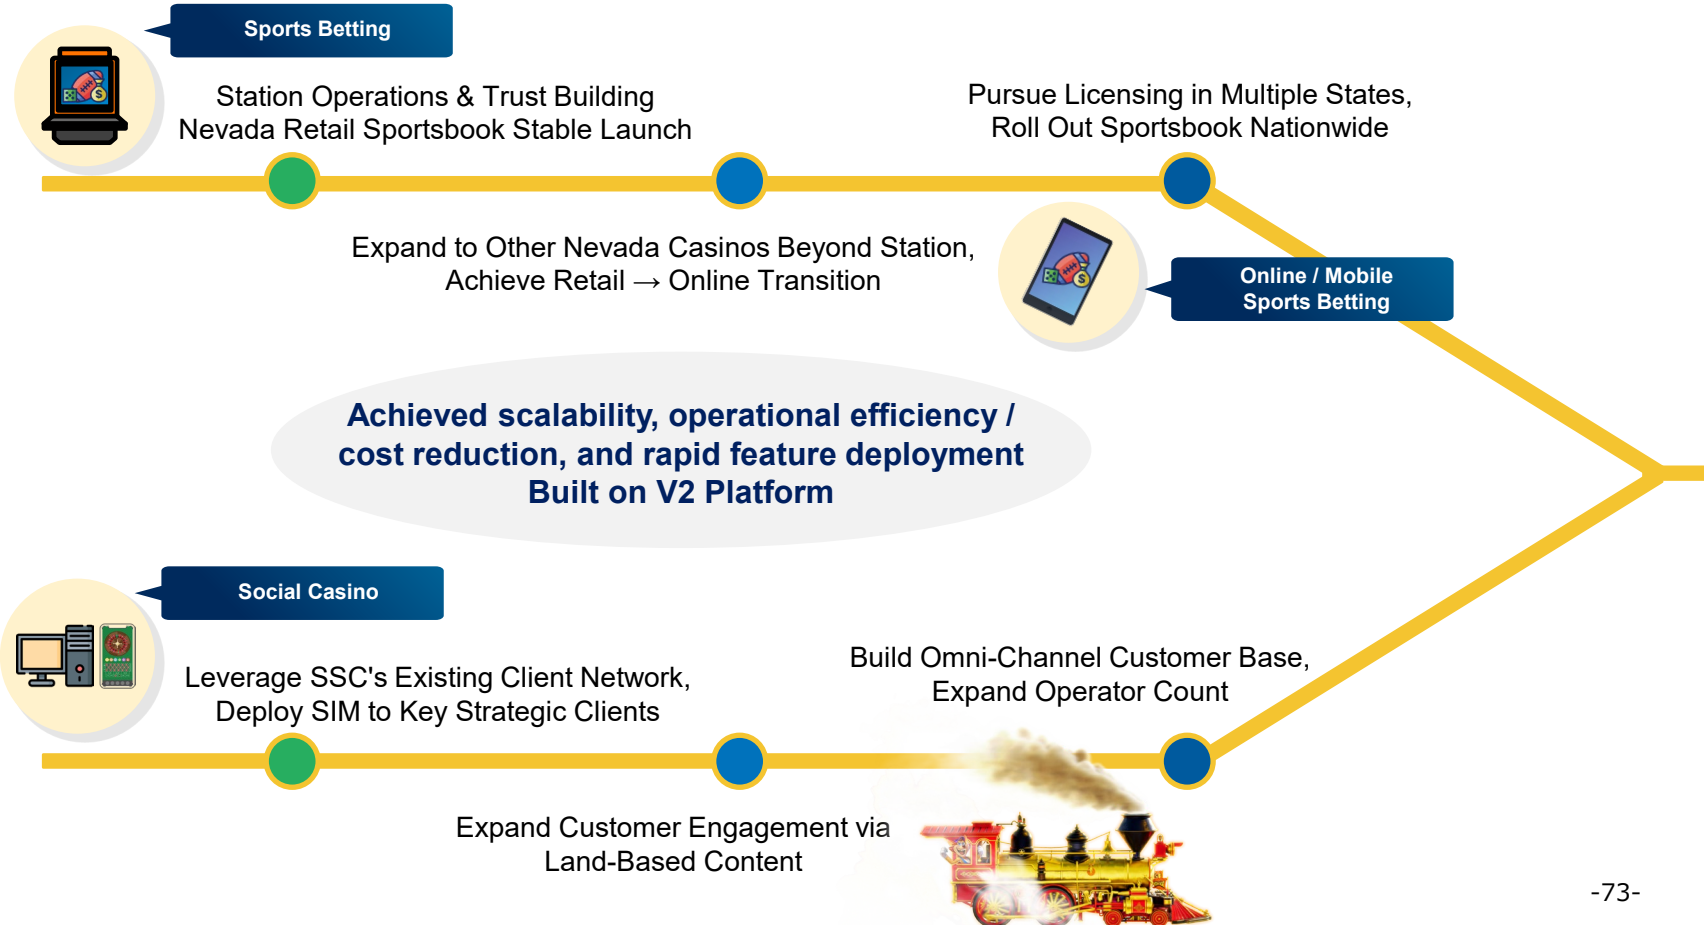 Sports Betting
Station Operations & Trust Building
Nevada Retail Sportsbook Stable Launch
Pursue Licensing in Multiple States,
Roll Out Sportsbook Nationwide
Expand to Other Nevada Casinos Beyond Station,
Achieve Retail → Online Transition
Online / Mobile
Sports Betting
Achieved scalability, operational efficiency /
cost reduction, and rapid feature deployment
Built on V2 Platform
Social Casino
Leverage SSC's Existing Client Network,
Deploy SIM to Key Strategic Clients
Build Omni-Channel Customer Base,
Expand Operator Count
Expand Customer Engagement via
Land-Based Content
-73-